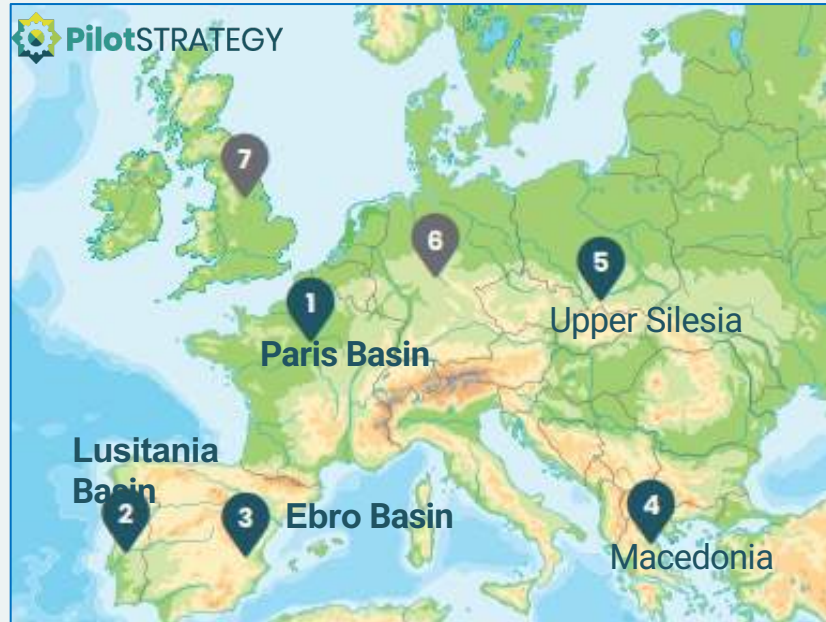 PilotSTRATEGY
7
6
5
1
Upper Silesia
Paris Basin
Lusitania
Basin
2
3
Ebro Basin
4
Macedonia